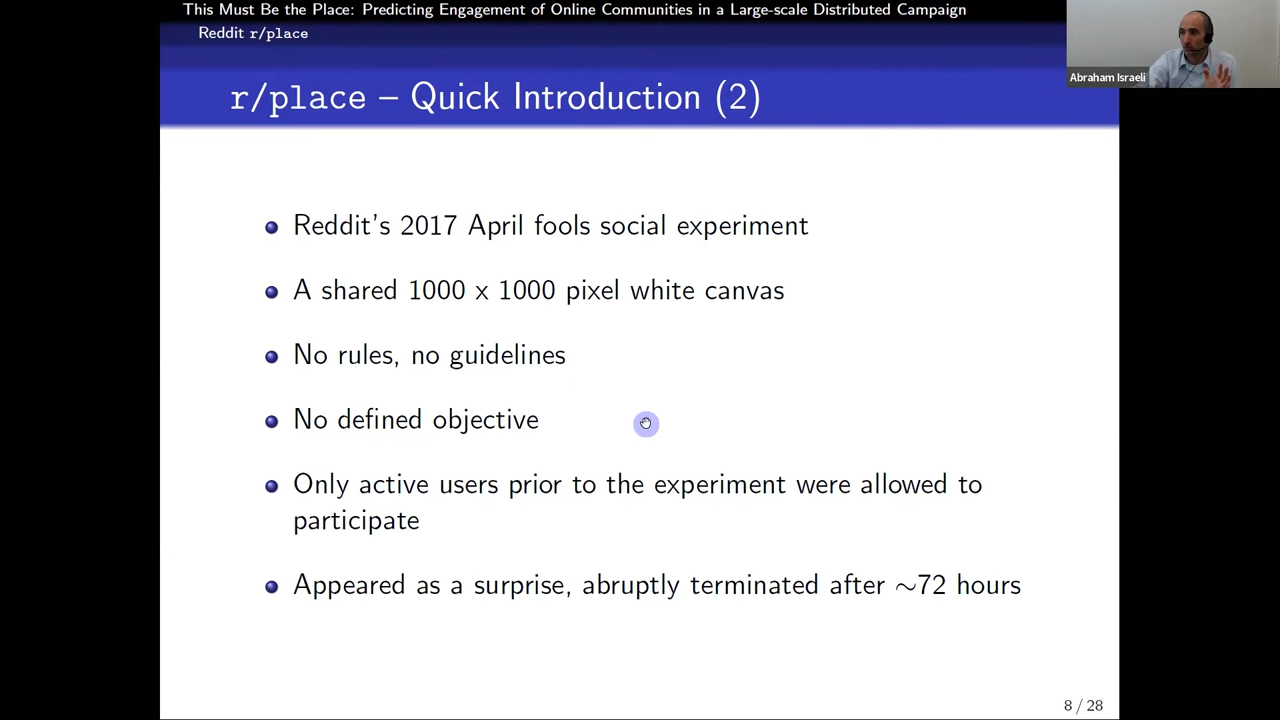 This Must Be the Place: Predicting Engagement of Online Communities in a Large-scale Distributed Campaign
Reddit r/place
Abraham Israeli
r/place – Quick Introduction (2)
Reddit's 2017 April fools social experiment
A shared 1000 x 1000 pixel white canvas
No rules, no guidelines
No defined objective
Only active users prior to the experiment were allowed to
participate
Appeared as a surprise, abruptly terminated after ~72 hours
8 / 28